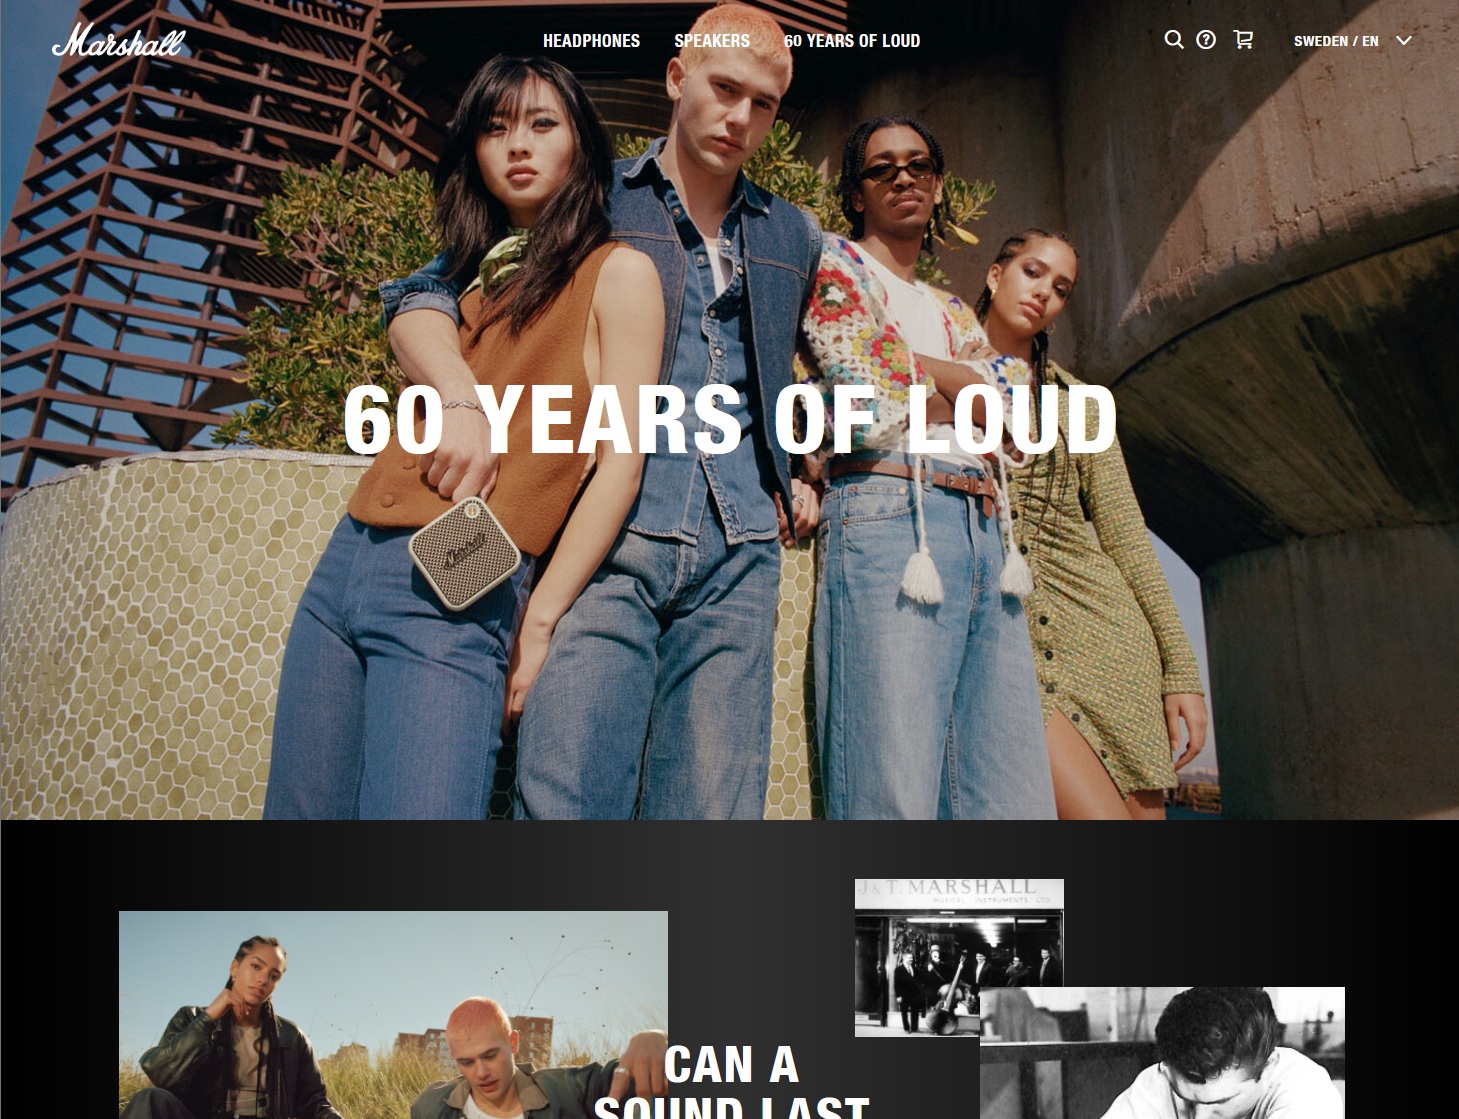 Marshall
HEADPHONES
SPEAKERS
60 YEARS OF LOUD
SWEDEN / EN
60 YEARS OF LOUD
Marshall
J & T. MARSHALL
MUSICAL INSTRUMENTS LTD.
CAN A
SOUND LAST